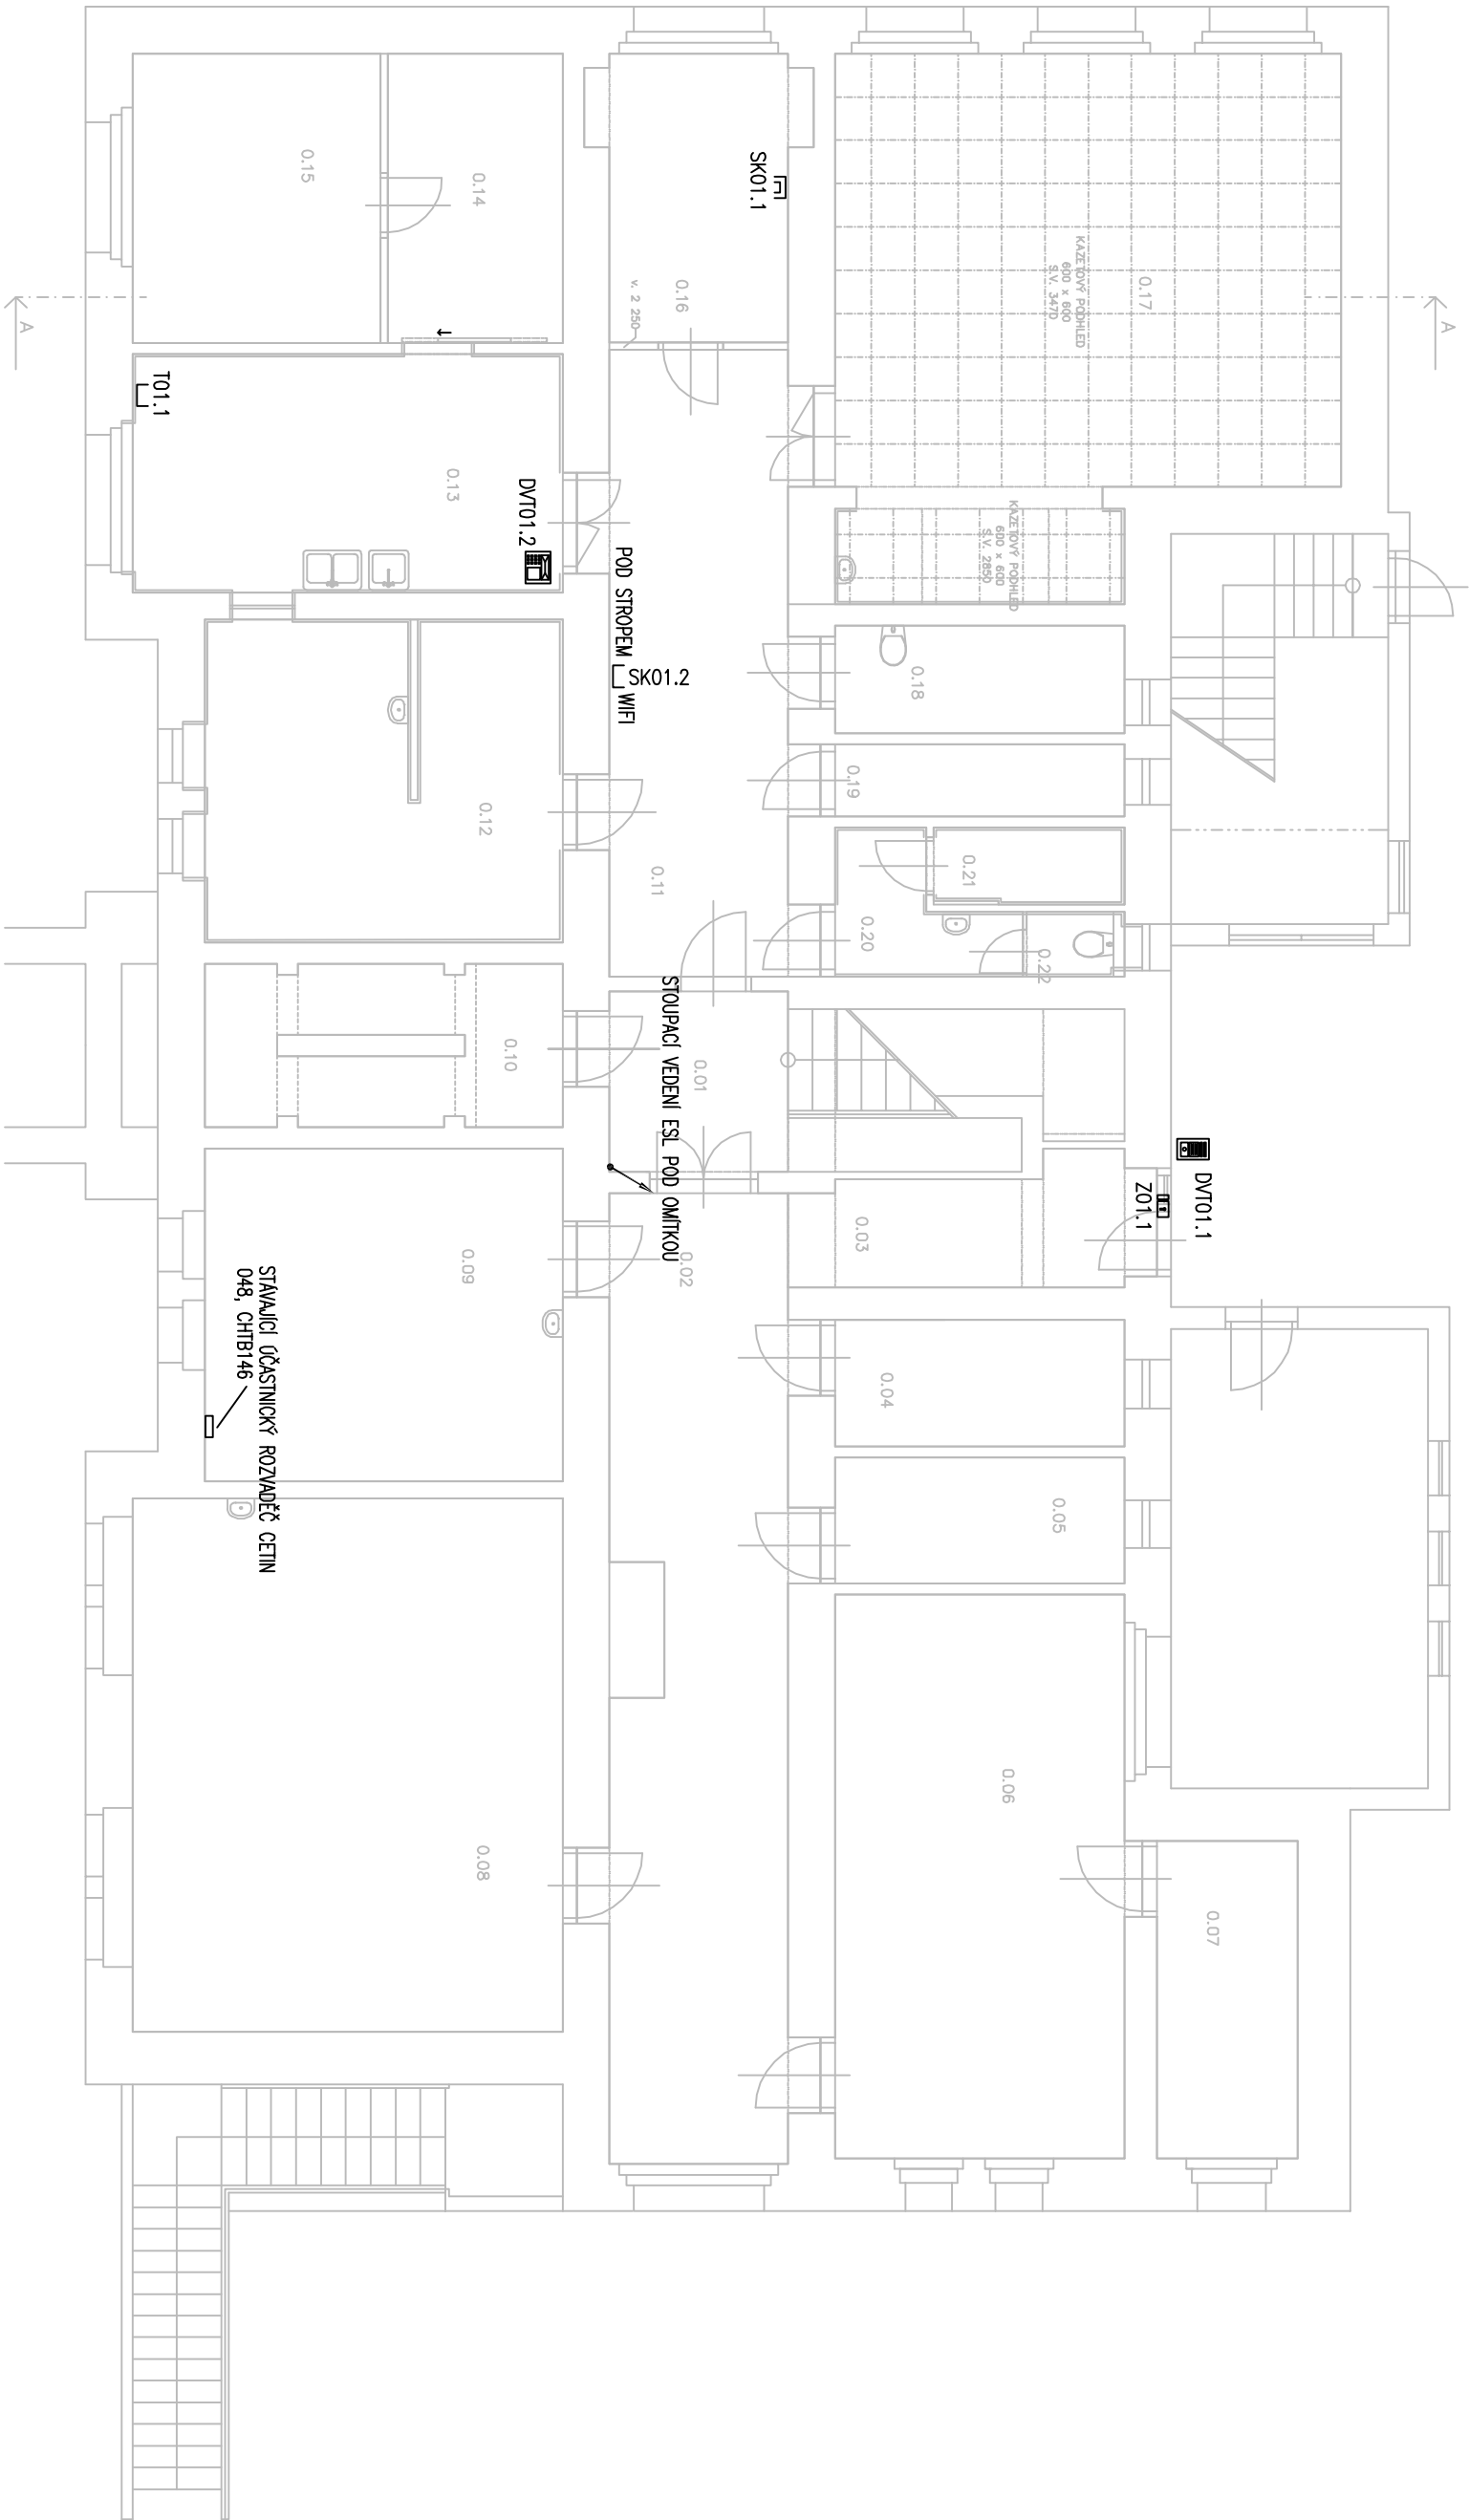 A
A
0.17
KAZETOVÝ PODHLED
600 x 600
S.V. 3470
KAZETOVÝ PODHLED
600 x 600
S.V. 2850
SK01.1
0.16
v. 2 250
0.14
0.15
T01.1
0.13
DVT01.2
POD STROPEM
SK01.2
WIFI
0.18
0.19
0.21
0.20
0.22
0.12
0.11
0.10
0.01
STOUPACÍ VEDENÍ ESL POD OMÍTKOU
DVT01.1
Z01.1
0.03
0.02
0.09
STÁVAJÍCÍ ÚČASTNICKÝ ROZVADĚČ CETIN
048, CHTB146
0.04
0.05
0.06
0.07
0.08